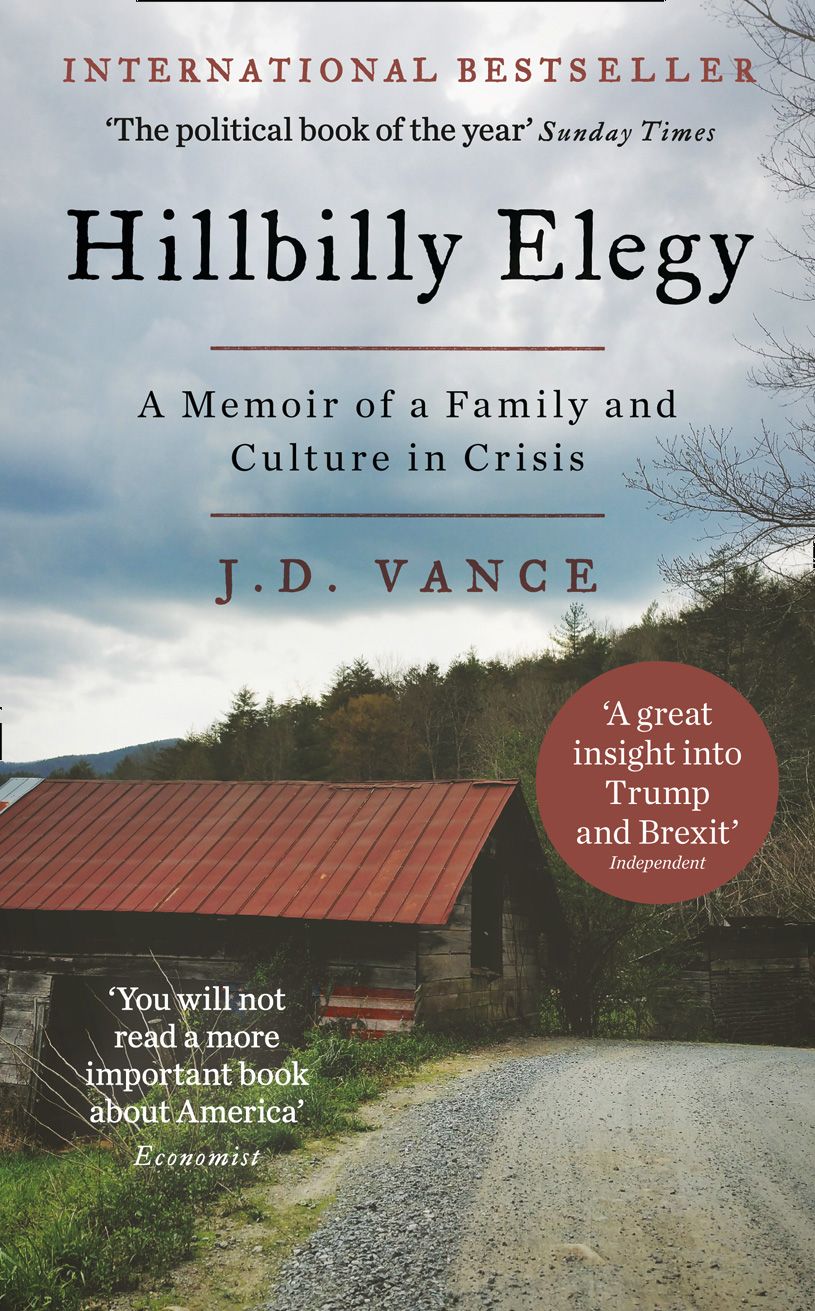 INTERNATIONAL BESTSELLER
‘The political book of the year’ Sunday Times
Hillbilly Elegy
A Memoir of a Family and
Culture in Crisis
J.D. VANCE
‘A great
insight into
Trump
and Brexit’
Independent
‘You will not
read a more
important book
about America’
Economist